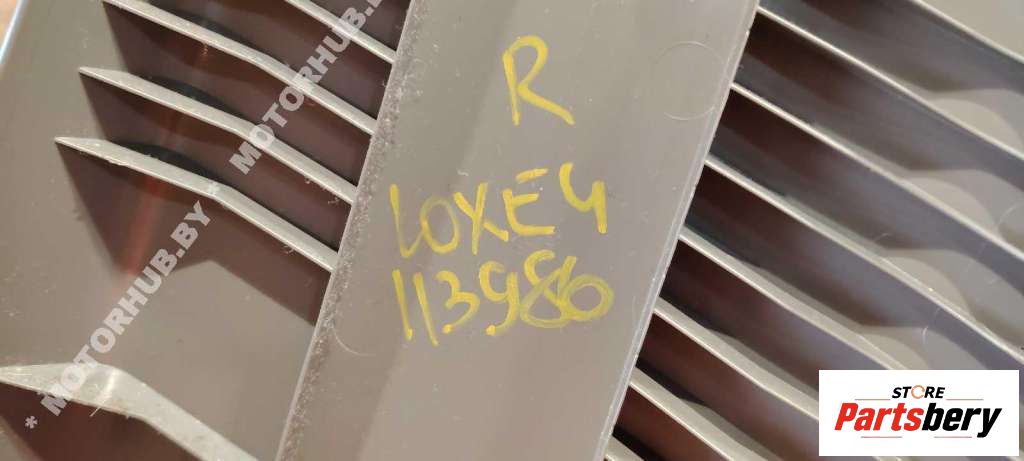 R
LOXE4
113986
* MOTORHUB.BY * MOTORHUB.BY
STORE
Partsbery